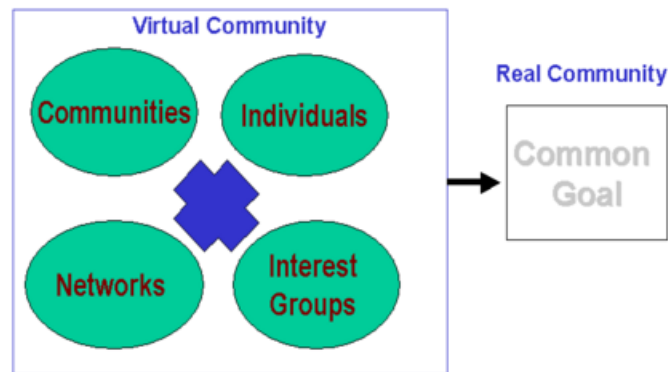 Virtual Community
Communities
Individuals
Networks
Interest
Groups
Real Community
Common
Goal